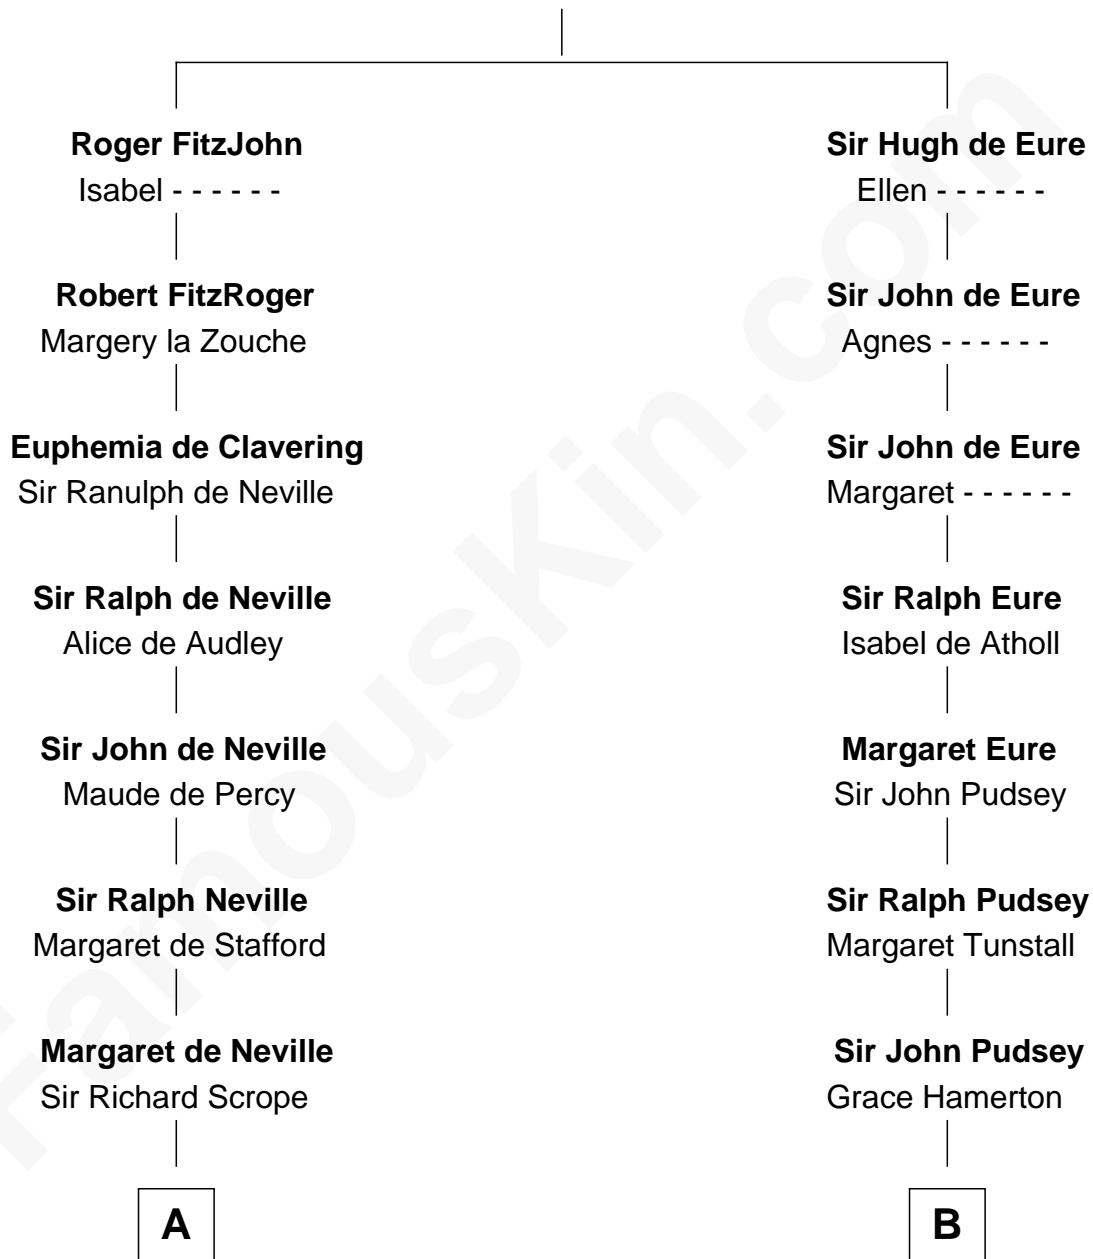 Roger FitzJohn
Isabel - - - - - -
Robert FitzRoger
Margery la Zouche
Euphemia de Clavering
Sir Ranulph de Neville
Sir Ralph de Neville
Alice de Audley
Sir John de Neville
Maude de Percy
Sir Ralph Neville
Margaret de Stafford
Margaret de Neville
Sir Richard Scrope
A
Sir Hugh de Eure
Ellen - - - - - -
Sir John de Eure
Agnes - - - - - -
Sir John de Eure
Margaret - - - - - -
Sir Ralph Eure
Isabel de Atholl
Margaret Eure
Sir John Pudsey
Sir Ralph Pudsey
Margaret Tunstall
Sir John Pudsey
Grace Hamerton
B
FamousKin.com